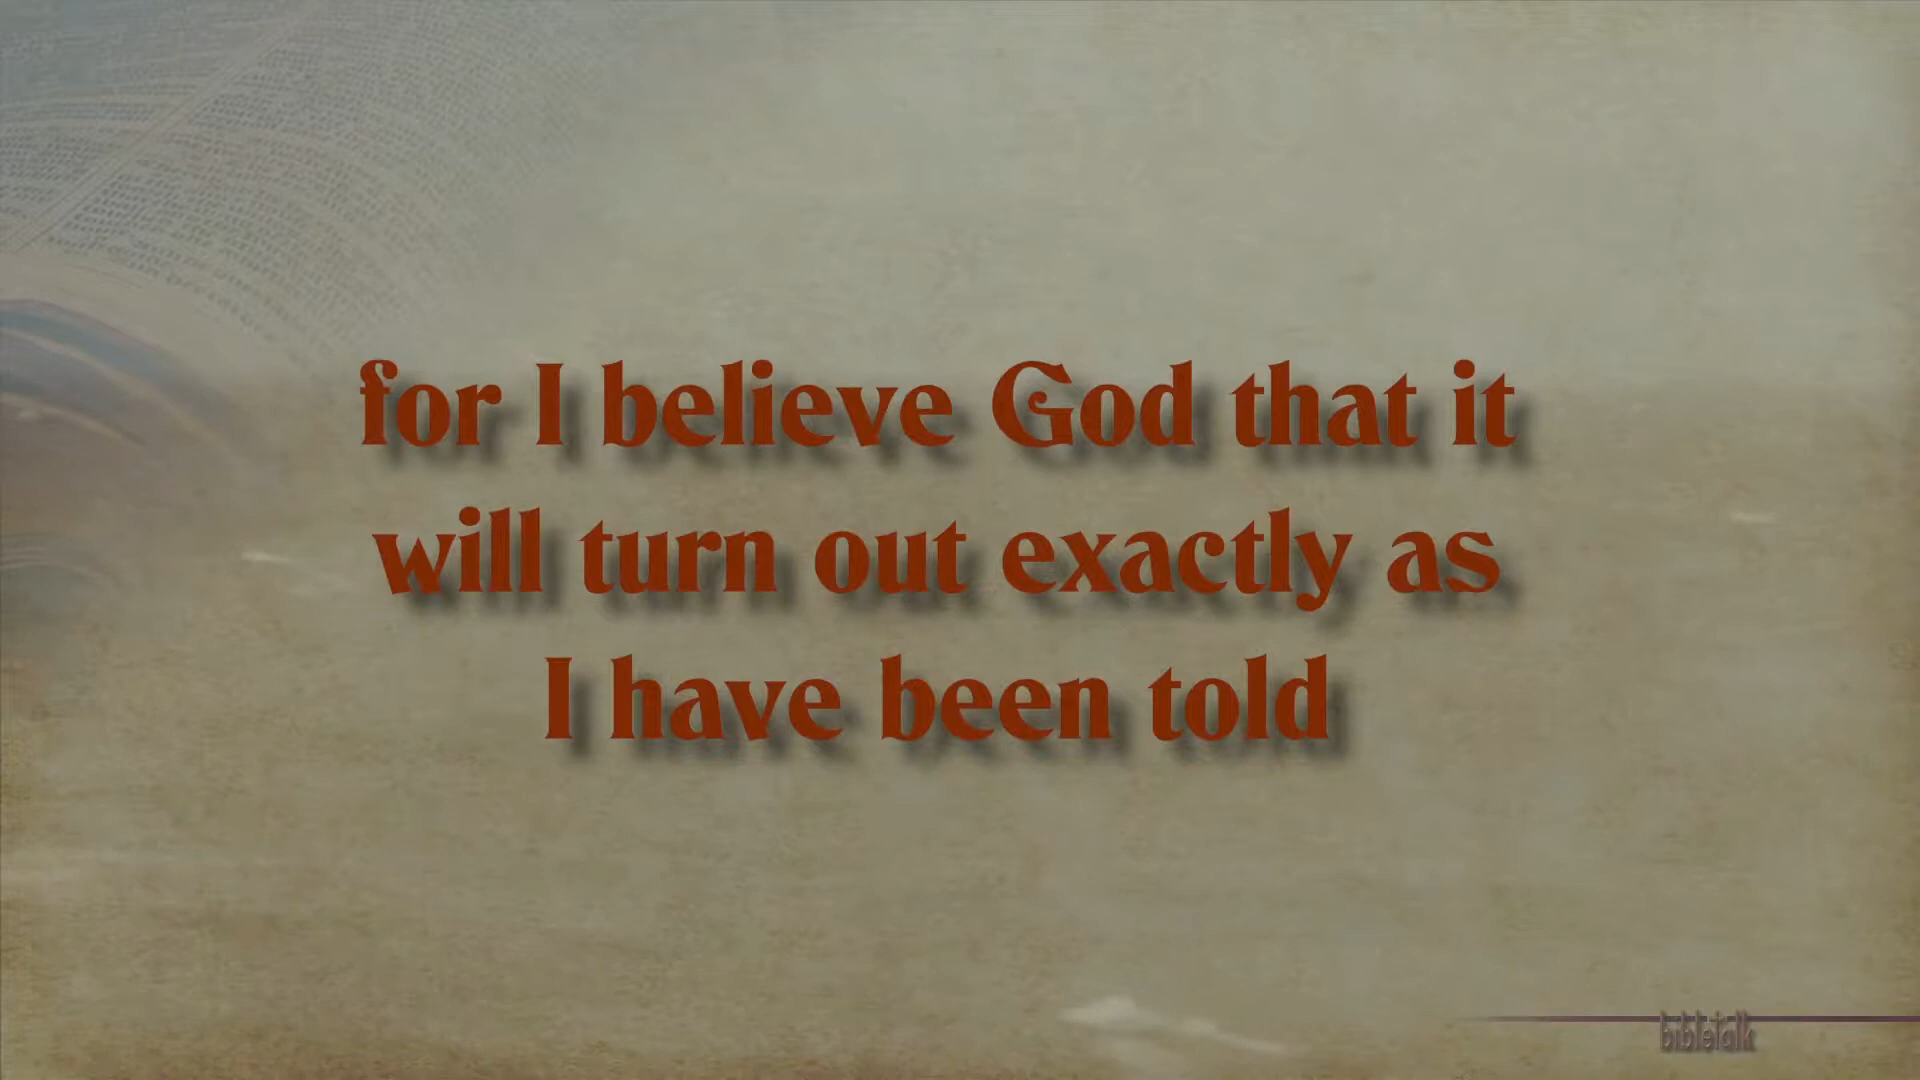 for I believe God that it
will turn out exactly as
I have been told
bibletalk